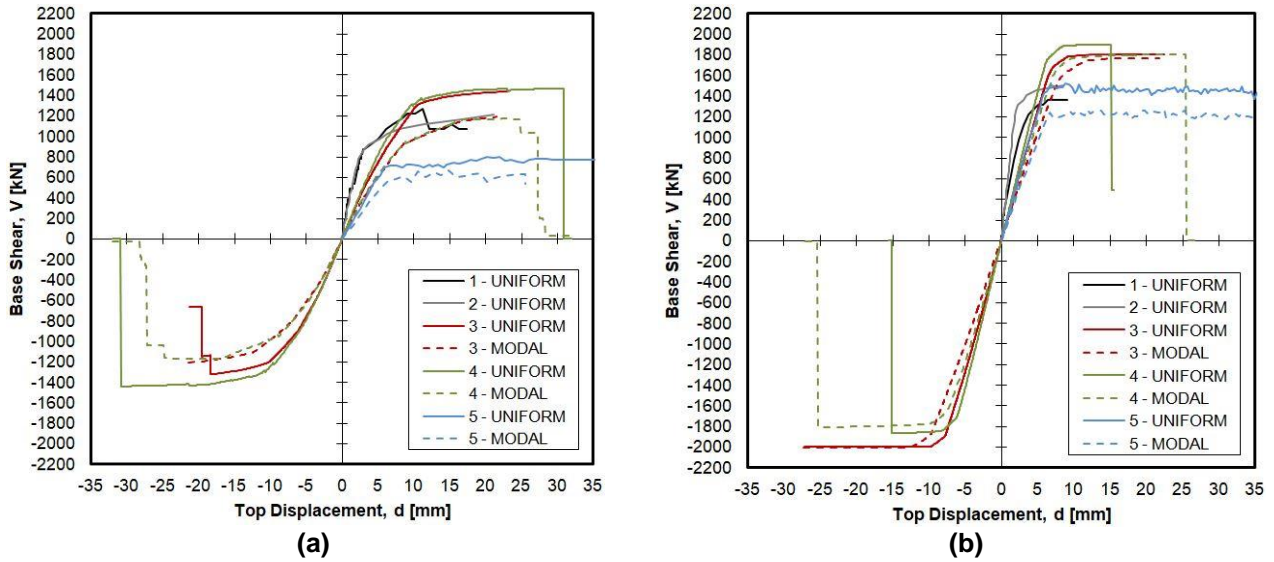 (a)
2200
2000
1800
1600
1400
1200
1000
800
600
400
200
0
-200
-400
-600
-800
-1000
-1200
-1400
-1600
-1800
-2000
-2200
Base Shear, V [kN]
-35 -30 -25 -20 -15 -10 -5 0 5 10 15 20 25 30 35
Top Displacement, d [mm]
1 - UNIFORM
2 - UNIFORM
3 - UNIFORM
3 - MODAL
4 - UNIFORM
4 - MODAL
5 - UNIFORM
5 - MODAL
(a)
(b)
2200
2000
1800
1600
1400
1200
1000
800
600
400
200
0
-200
-400
-600
-800
-1000
-1200
-1400
-1600
-1800
-2000
-2200
Base Shear, V [kN]
-35 -30 -25 -20 -15 -10 -5 0 5 10 15 20 25 30 35
Top Displacement, d [mm]
1 - UNIFORM
2 - UNIFORM
3 - UNIFORM
3 - MODAL
4 - UNIFORM
4 - MODAL
5 - UNIFORM
5 - MODAL
(b)